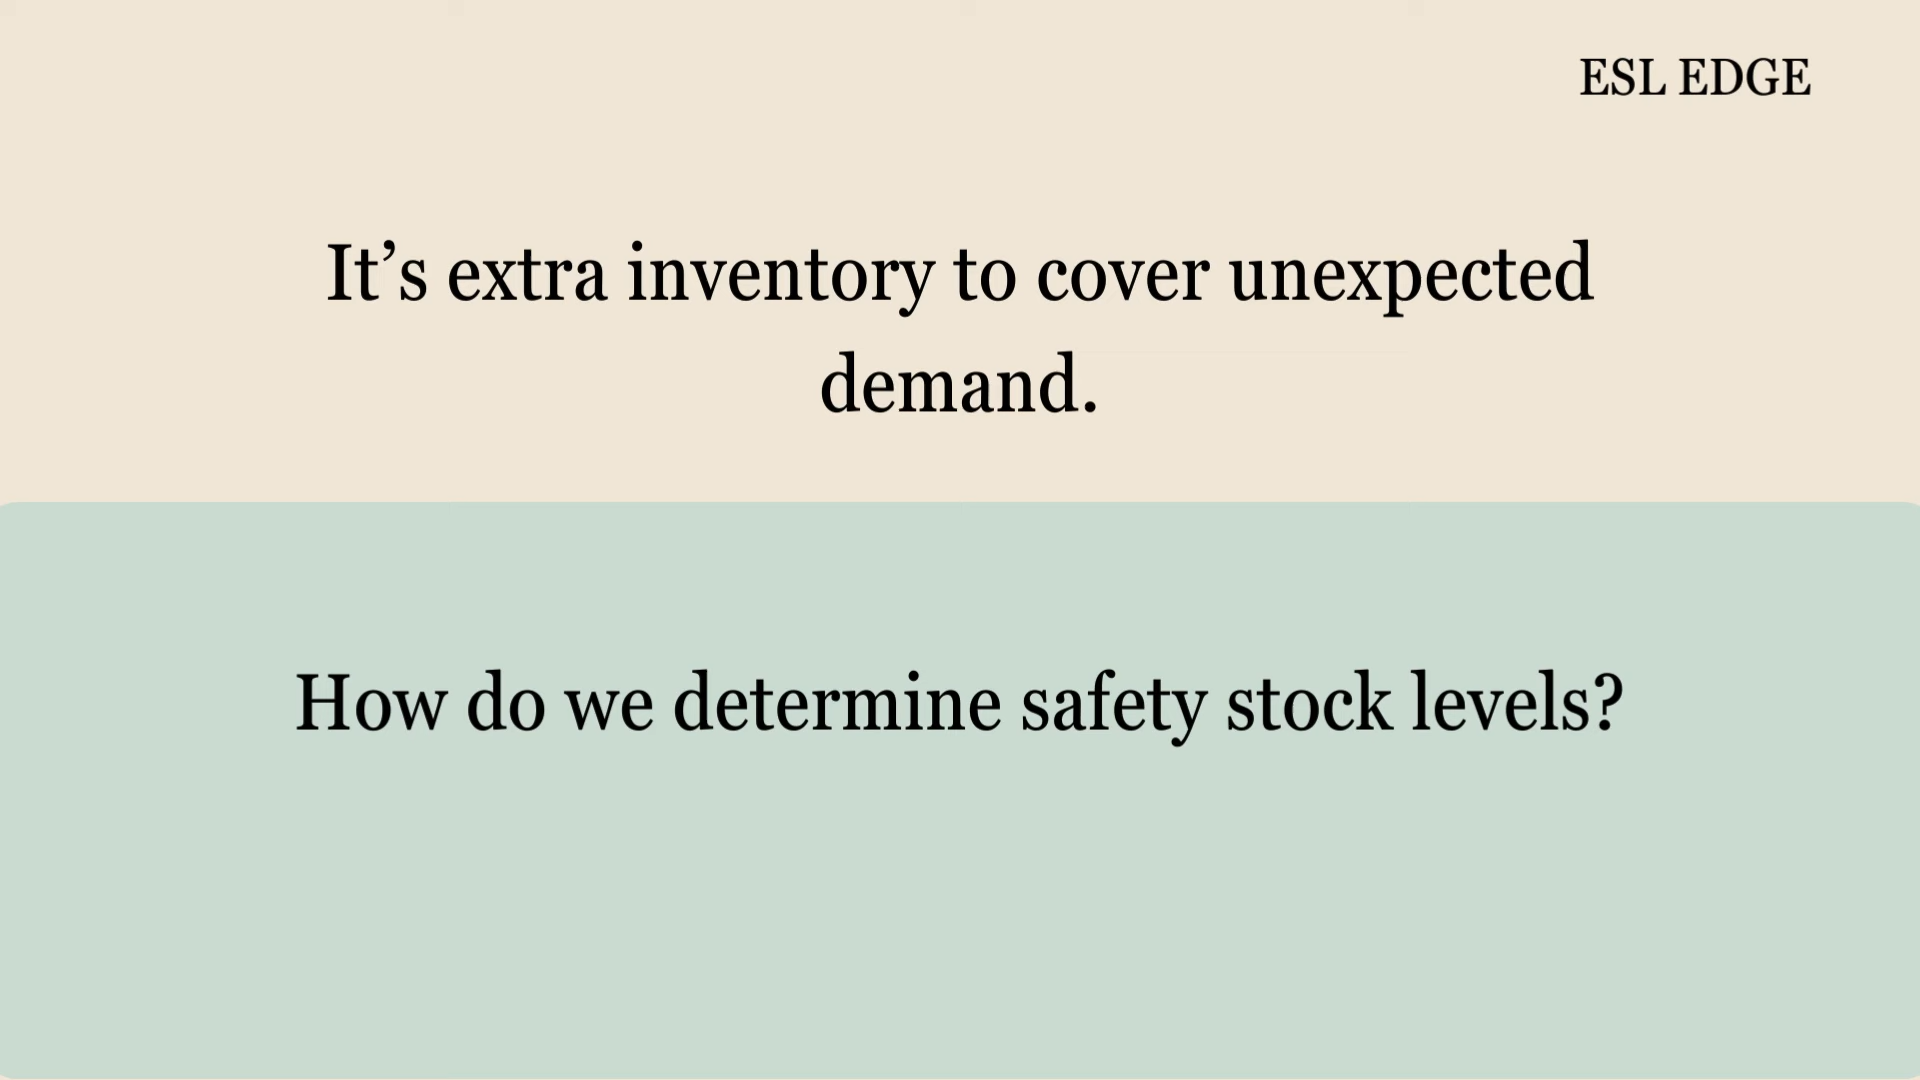 ESL EDGE
It’s extra inventory to cover unexpected
demand.
How do we determine safety stock levels?